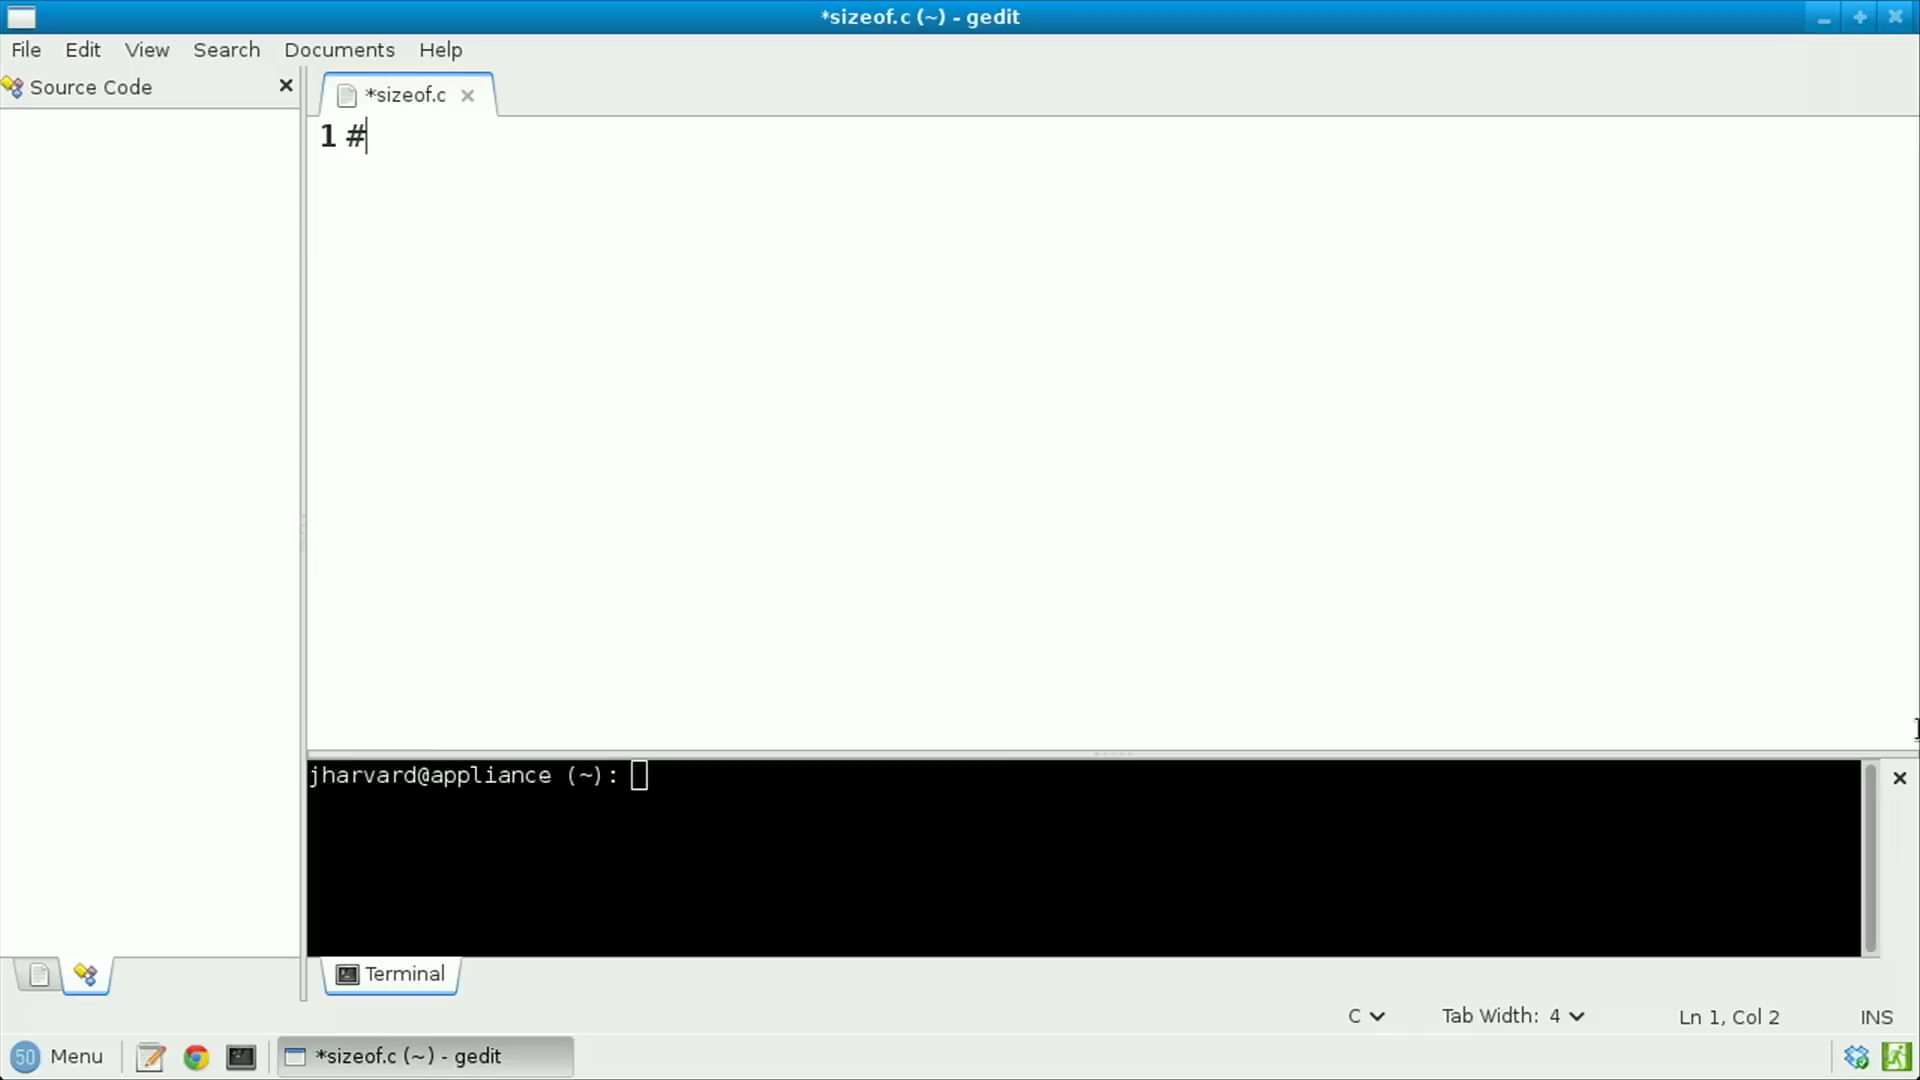 *sizeof.c (~) - gedit
File Edit View Search Documents Help
Source Code
*sizeof.c
1 #
jharvard@appliance (~):
Terminal
C Tab Width: 4 Ln 1, Col 2 INS
50 Menu *sizeof.c (~) - gedit